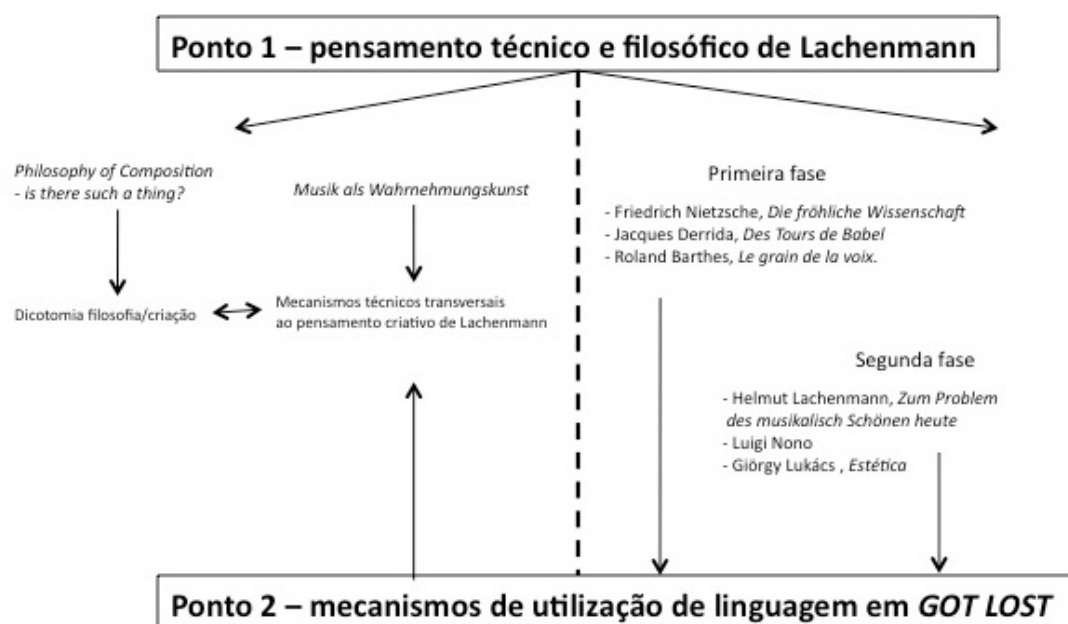 Ponto 1 – pensamento técnico e filosófico de Lachenmann
Philosophy of Composition
- is there such a thing?
Musik als Wahrnehmungskunst
Dicotomia filosofia/criação
Mecanismos técnicos transversais
ao pensamento criativo de Lachenmann
Primeira fase
- Friedrich Nietzsche, Die fröhliche Wissenschaft
- Jacques Derrida, Des Tours de Babel
- Roland Barthes, Le grain de la voix.
Segunda fase
- Helmut Lachenmann, Zum Problem
des musikalisch Schönen heute
- Luigi Nono
- Giörgy Lukács , Estética
Ponto 2 – mecanismos de utilização de linguagem em GOT LOST